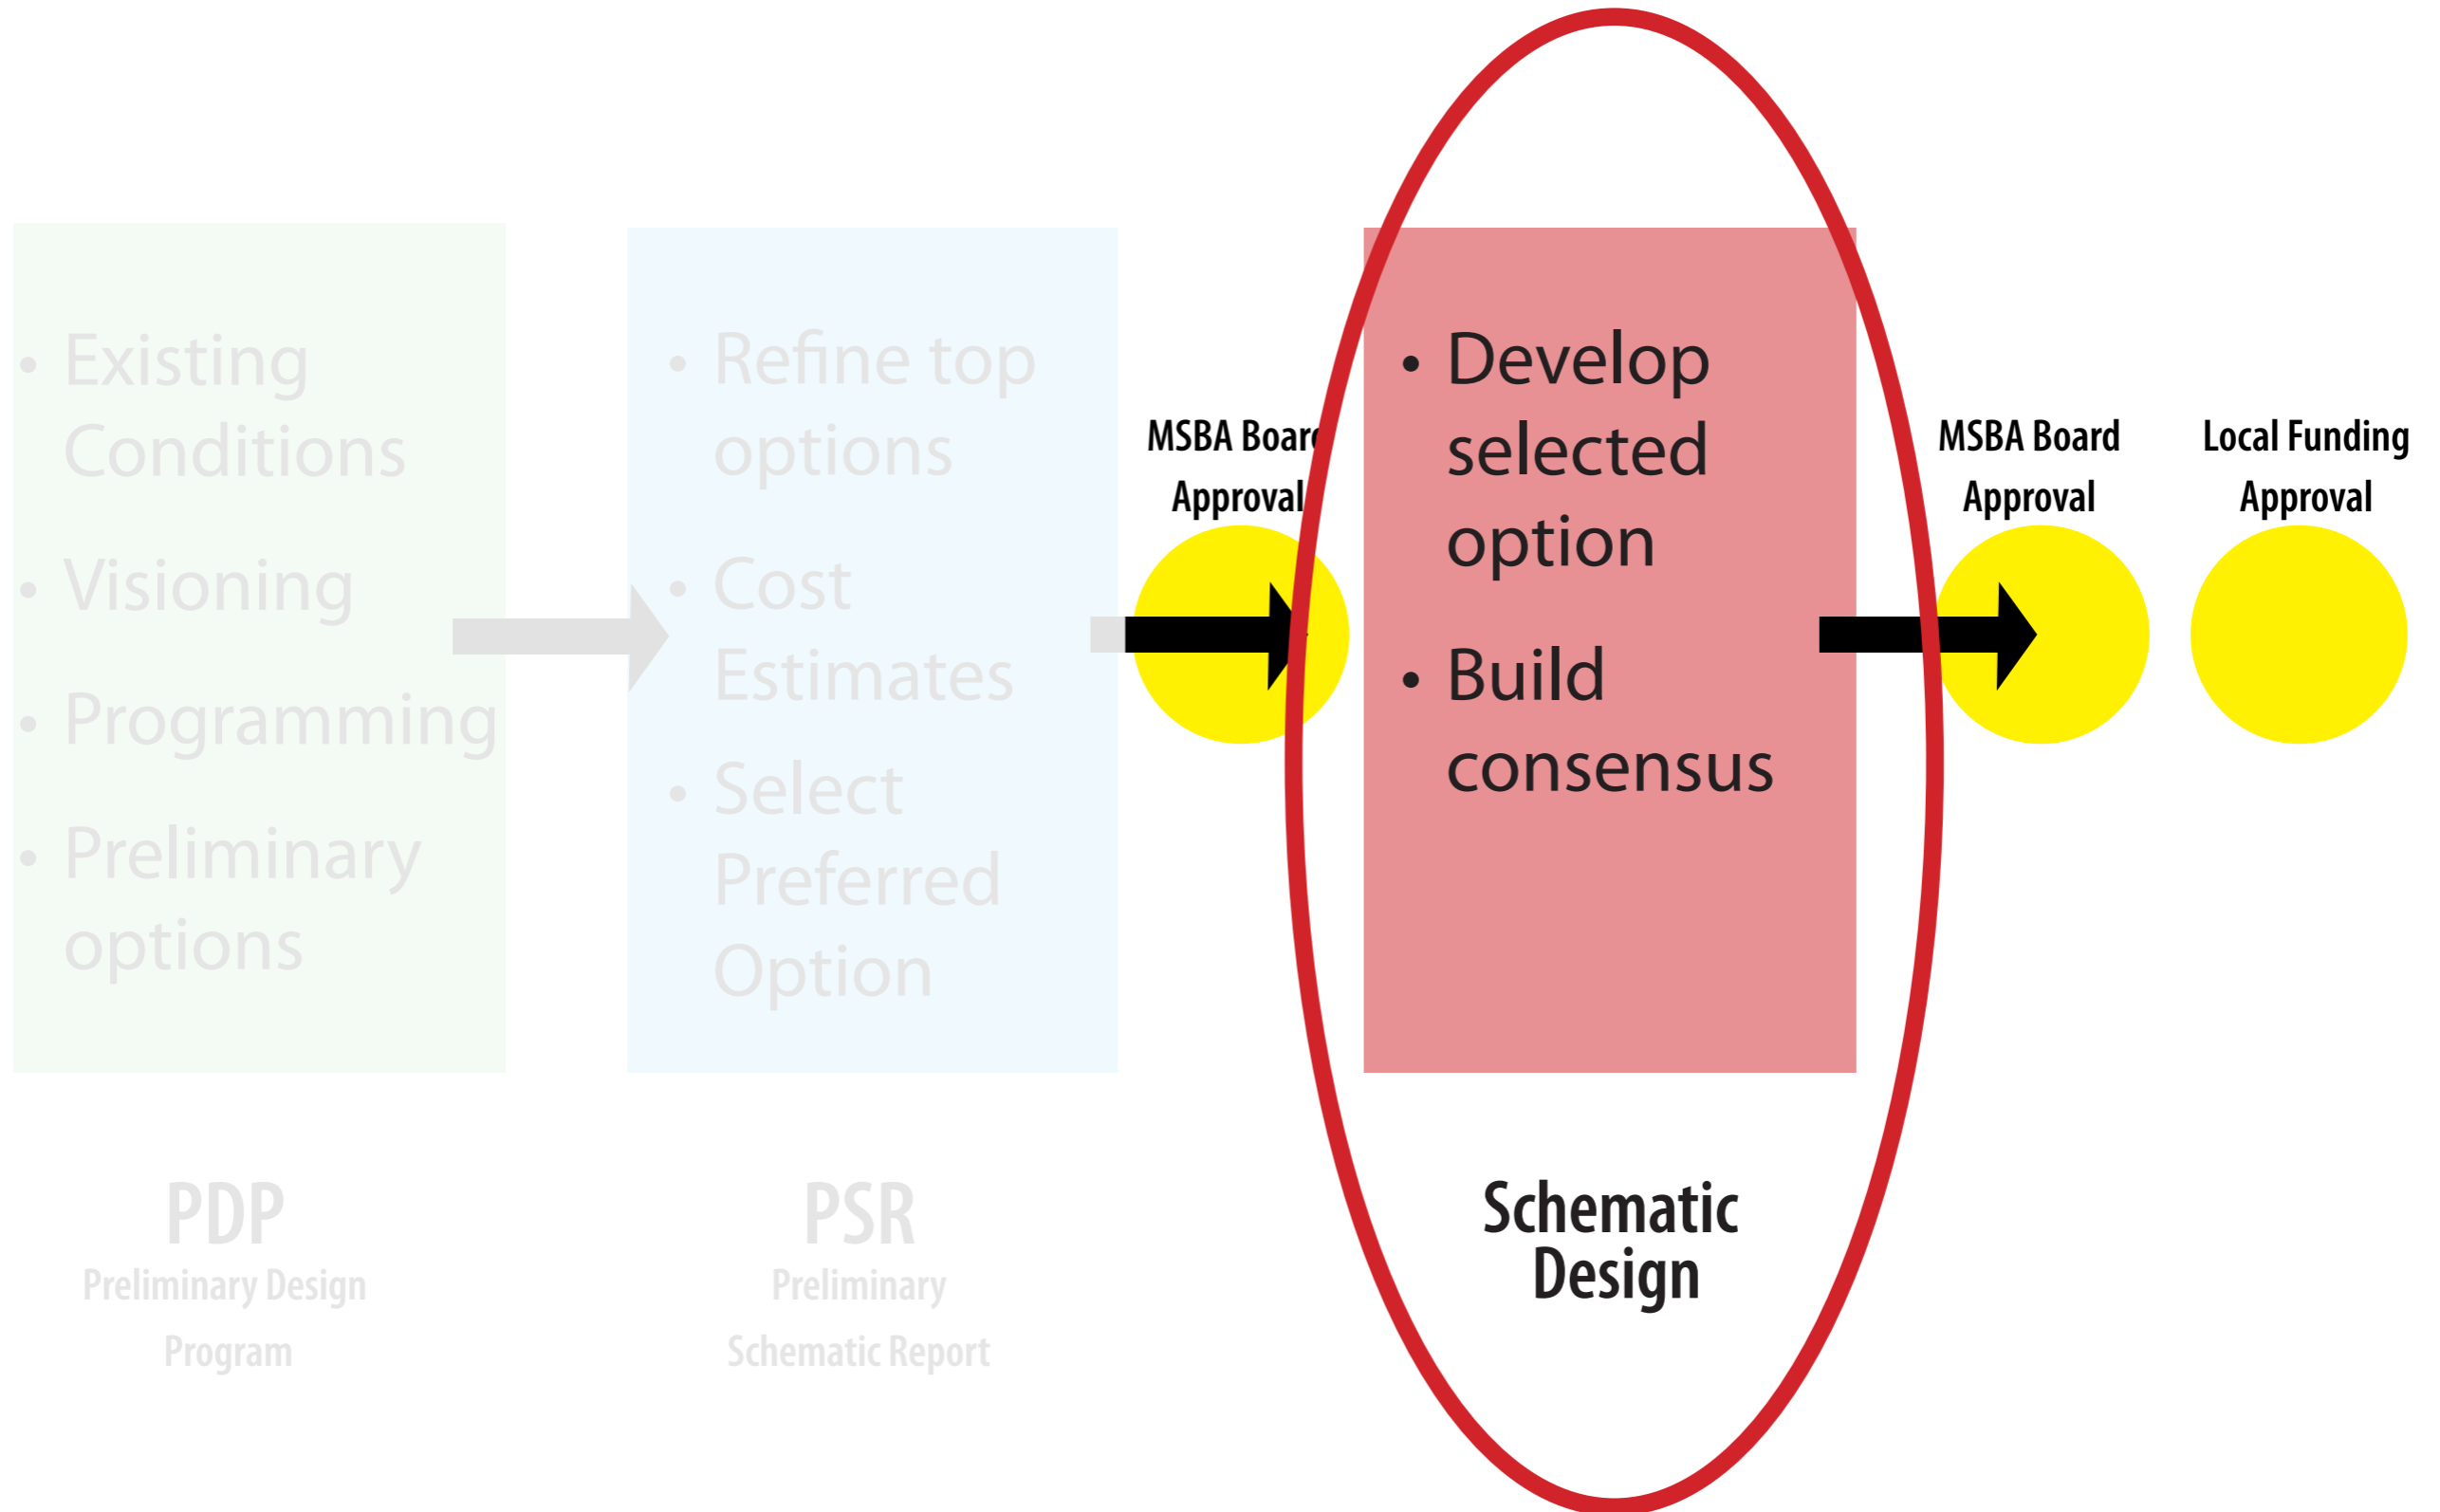 • Existing
Conditions
• Visioning
• Programming
• Preliminary
options
PDP
Preliminary Design
Program
• Refine top
options
• Cost
Estimates
• Select
Preferred
Option
PSR
Preliminary
Schematic Report
MSBA Board
Approval
• Develop
selected
option
• Build
consensus
Schematic
Design
MSBA Board
Approval
Local Funding
Approval